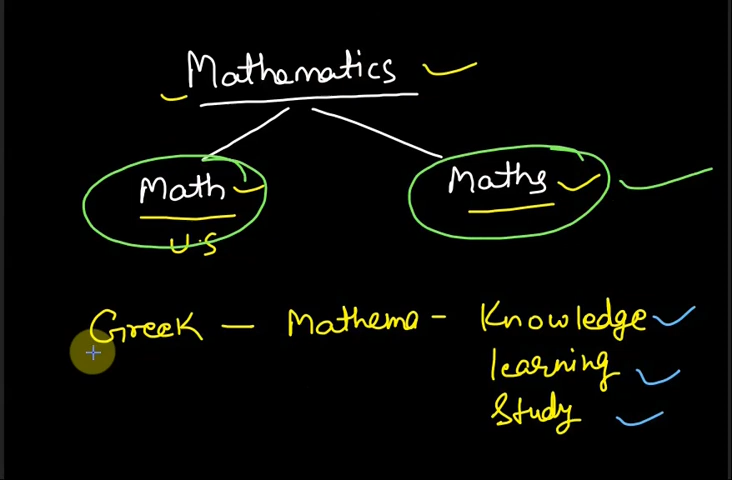 Mathematics
Math Maths
U.S
Greek — Mathema - Knowledge
learning
Study